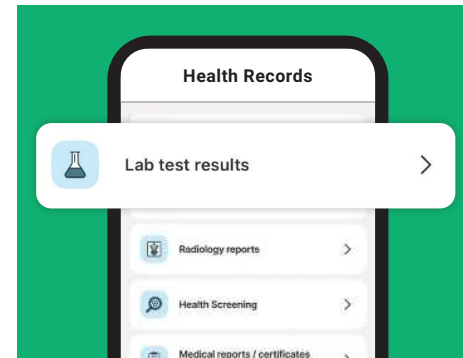 Health Records
Lab test results
Radiology reports
Health Screening
Medical reports / certificates